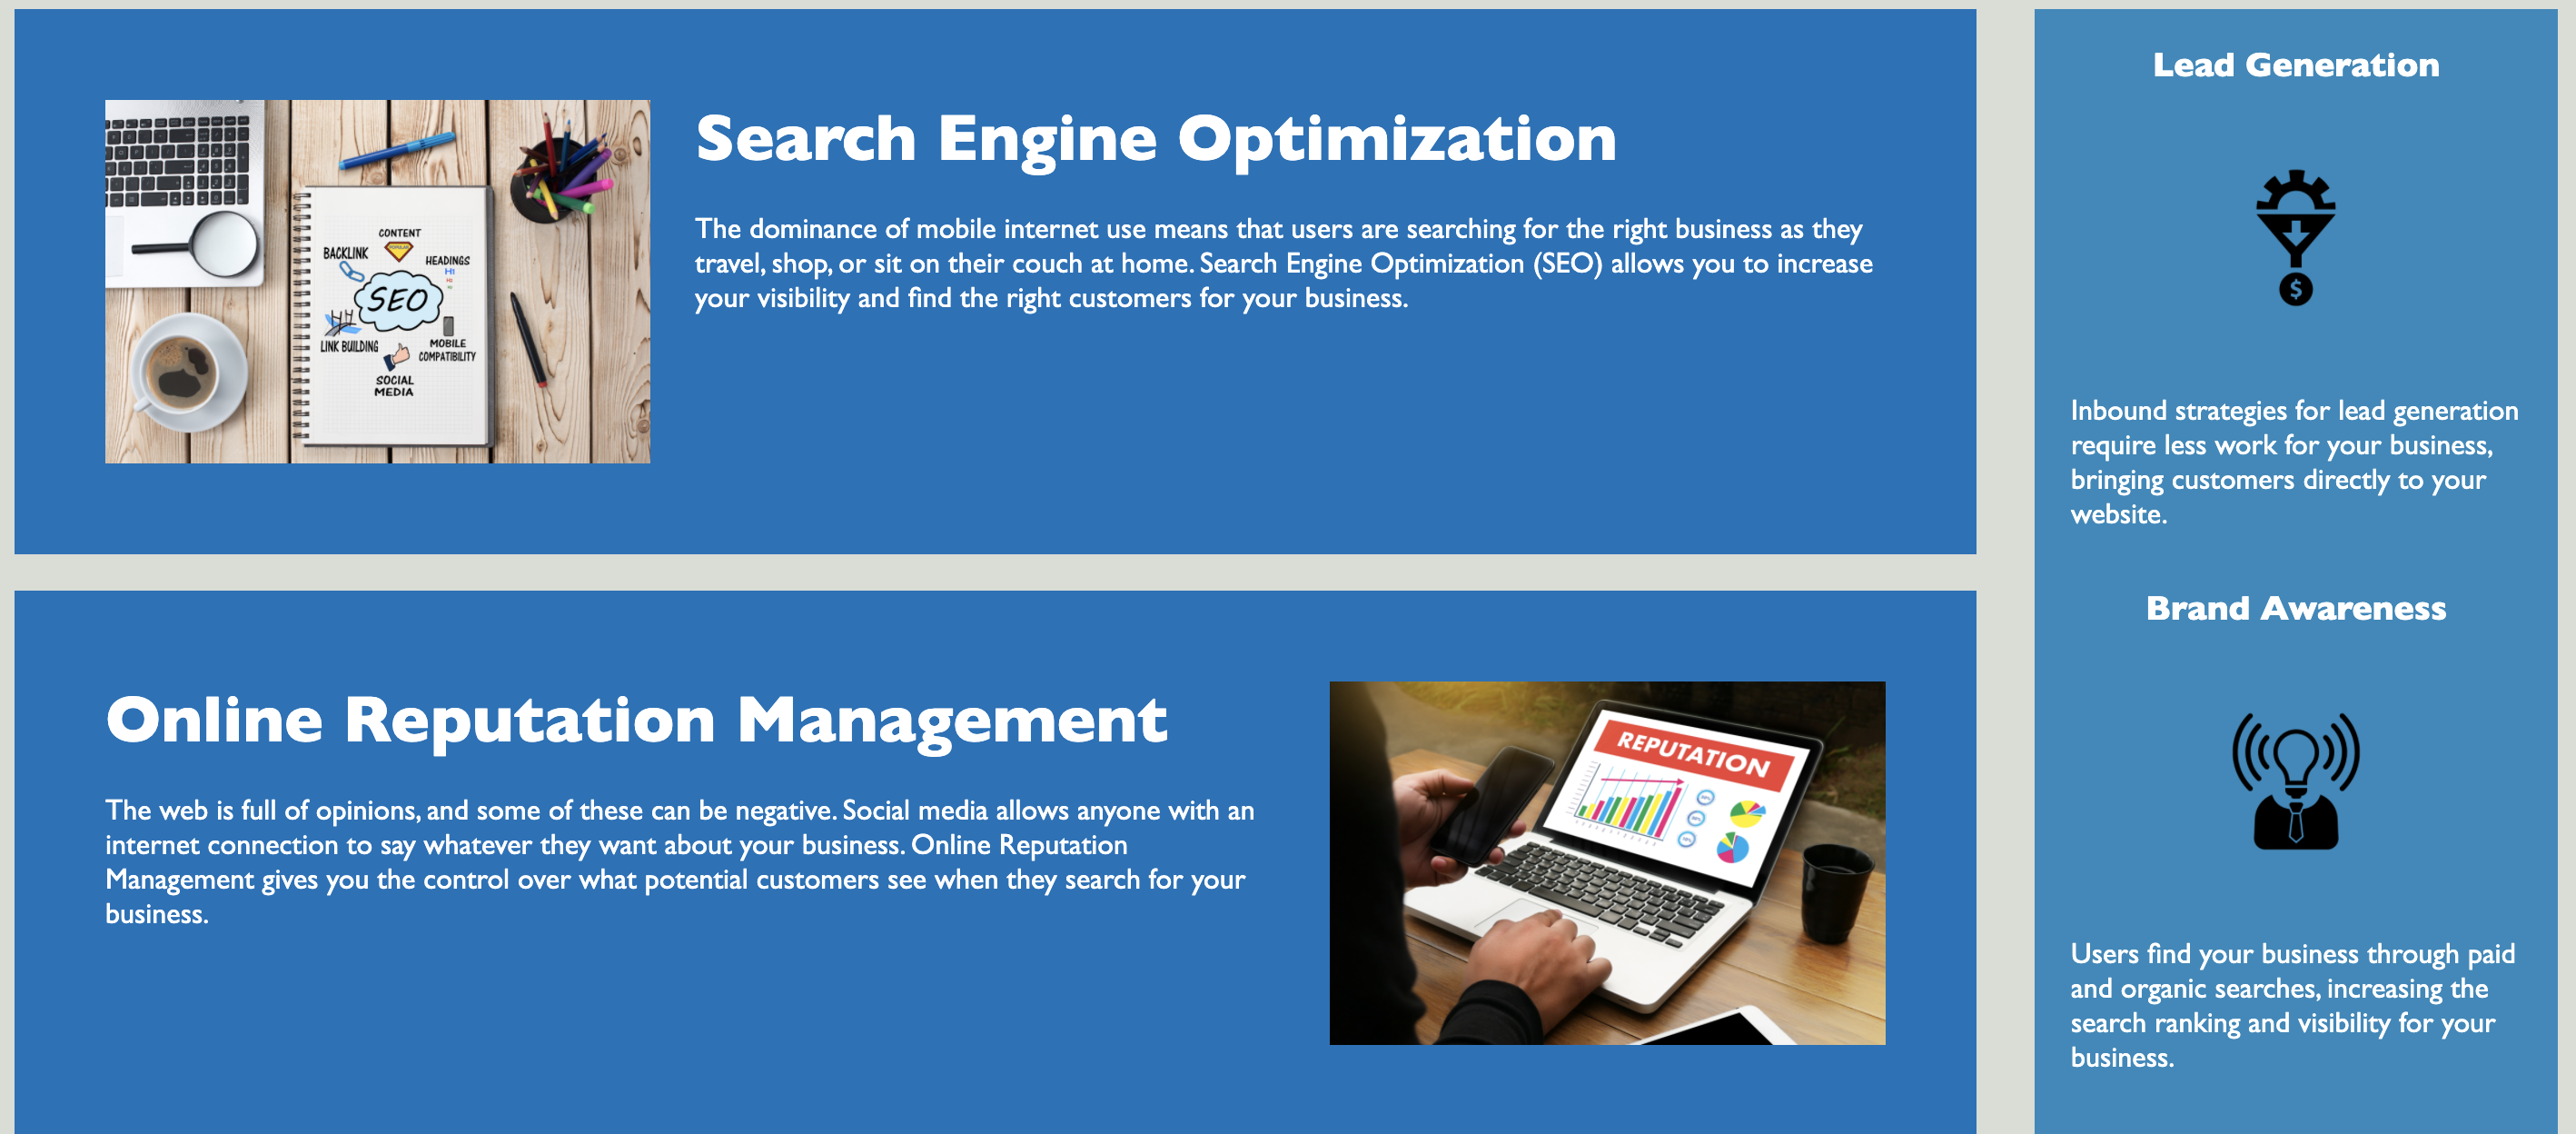 Search Engine Optimization
The dominance of mobile internet use means that users are searching for the right business as they
travel, shop, or sit on their couch at home. Search Engine Optimization (SEO) allows you to increase
your visibility and find the right customers for your business.
CONTENT
BACKLINK
HEADINGS
H1
SEO
LINK BUILDING
MOBILE
COMPATIBILITY
SOCIAL
MEDIA
Online Reputation Management
The web is full of opinions, and some of these can be negative. Social media allows anyone with an
internet connection to say whatever they want about your business. Online Reputation
Management gives you the control over what potential customers see when they search for your
business.
REPUTATION
Lead Generation
$
Inbound strategies for lead generation
require less work for your business,
bringing customers directly to your
website.
Brand Awareness
Users find your business through paid
and organic searches, increasing the
search ranking and visibility for your
business.